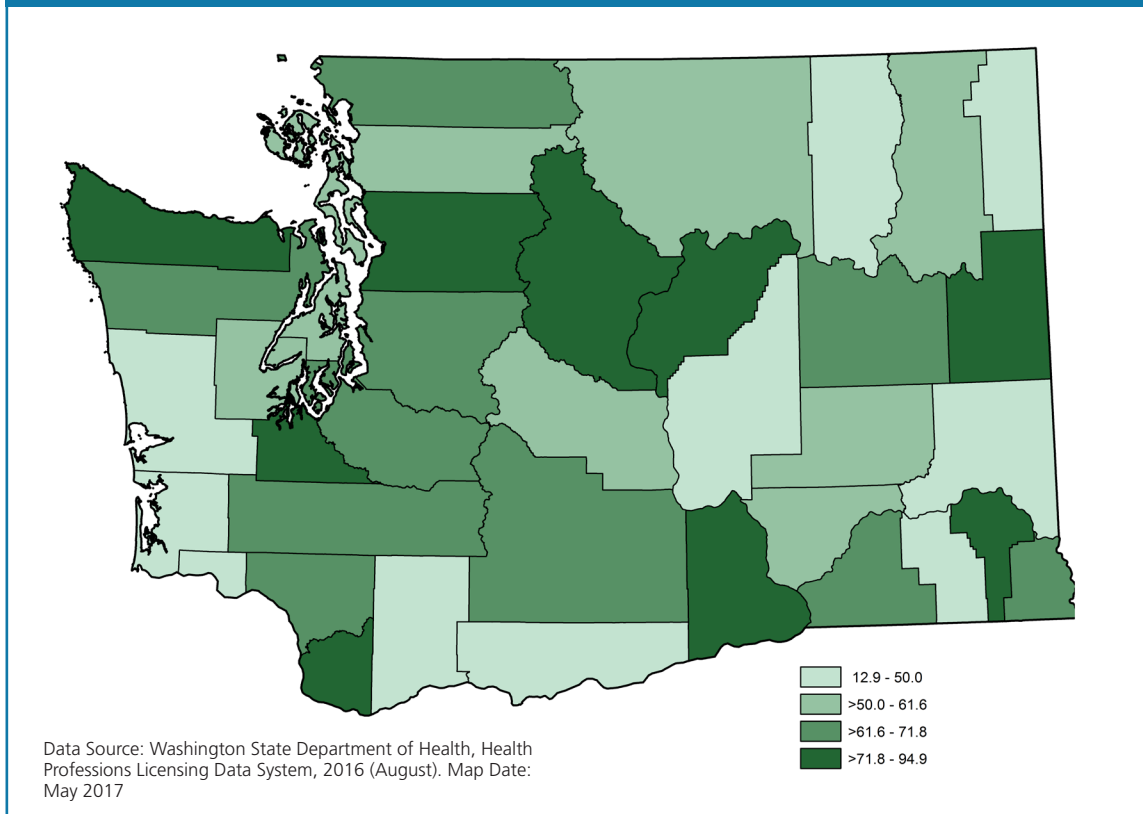 12.9 - 50.0
>50.0 - 61.6
>61.6 - 71.8
>71.8 - 94.9
Data Source: Washington State Department of Health, Health
Professions Licensing Data System, 2016 (August). Map Date:
May 2017